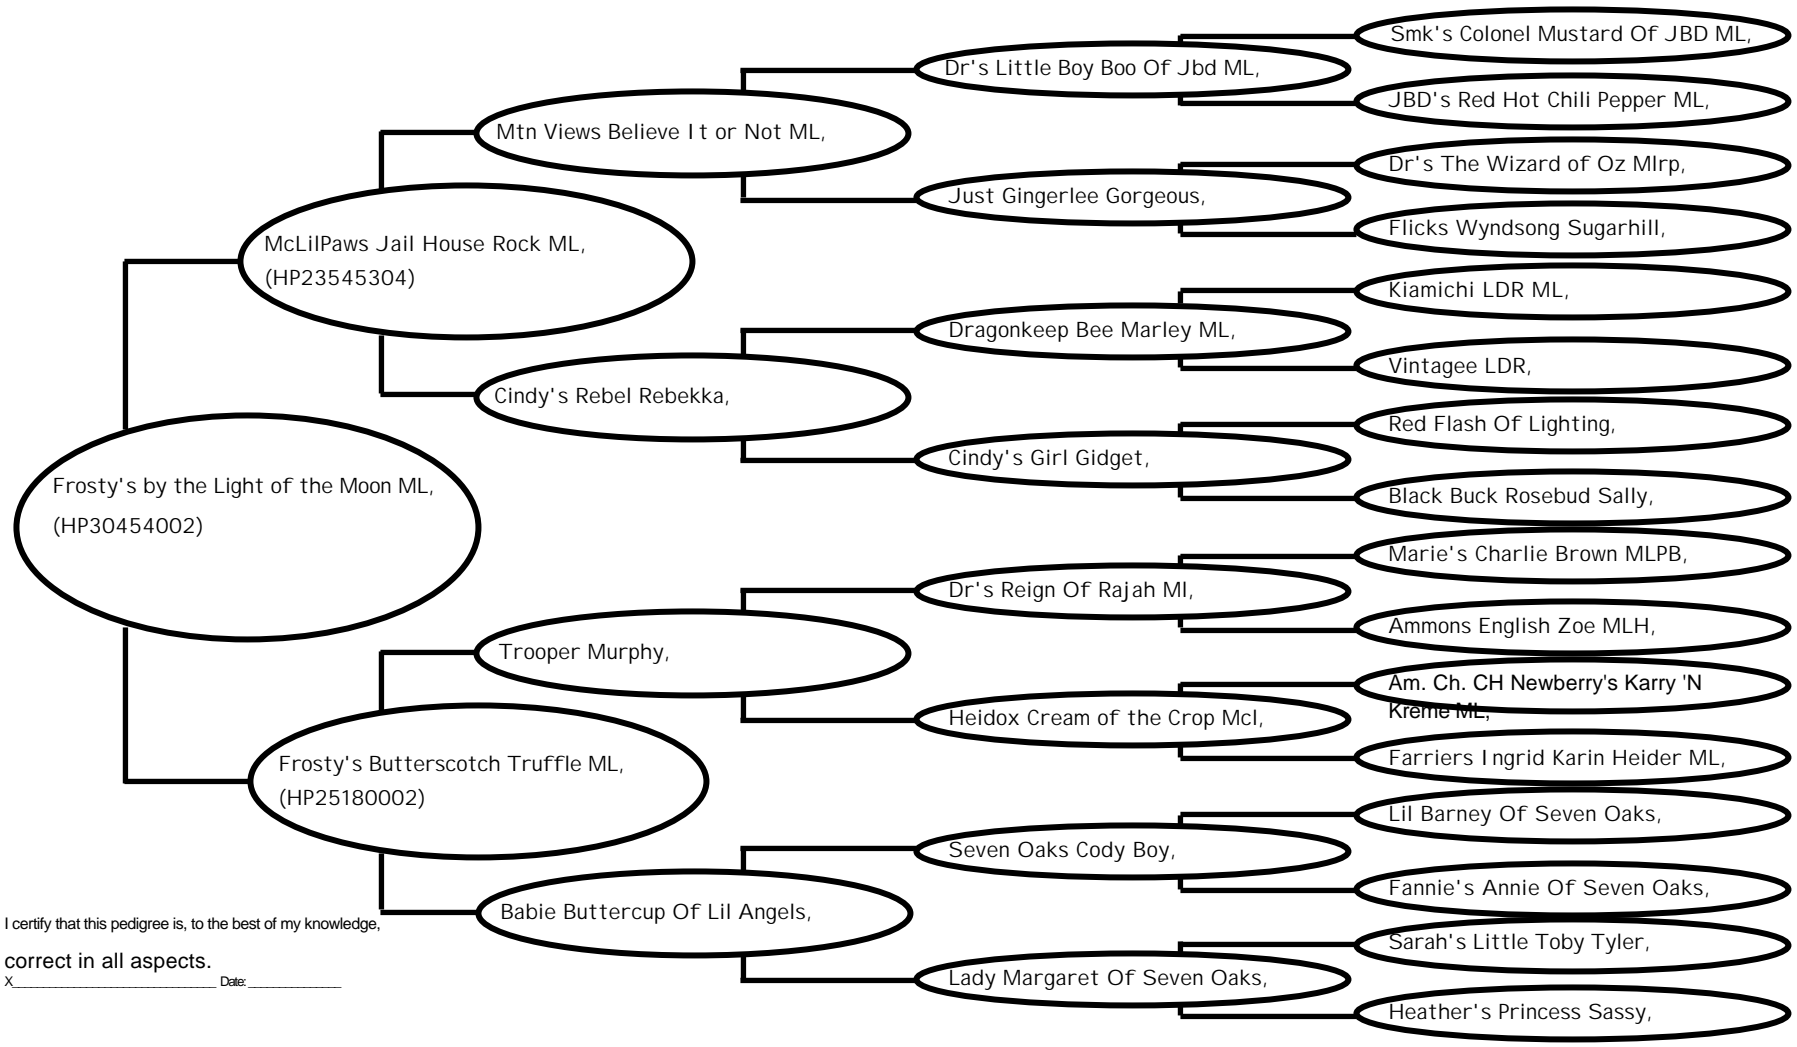 Smk's Colonel Mustard Of JBD ML,
Dr's Little Boy Boo Of Jbd ML,
JBD's Red Hot Chili Pepper ML,
Mtn Views Believe It or Not ML,
Dr's The Wizard of Oz Mlrp,
Just Gingerlee Gorgeous,
Flicks Wyndsong Sugarhill,
McLilPaws Jail House Rock ML,
(HP23545304)
Kiamichi LDR ML,
Dragonkeep Bee Marley ML,
Vintagee LDR,
Cindy's Rebel Rebekka,
Red Flash Of Lighting,
Cindy's Girl Gidget,
Black Buck Rosebud Sally,
Frosty's by the Light of the Moon ML,
(HP30454002)
Marie's Charlie Brown MLPB,
Dr's Reign Of Rajah Ml,
Ammons English Zoe MLH,
Trooper Murphy,
Am. Ch. CH Newberry's Karry 'N
Kreme ML,
Heidox Cream of the Crop Mcl,
Farriers Ingrid Karin Heider ML,
Frosty's Butterscotch Truffle ML,
(HP25180002)
Lil Barney Of Seven Oaks,
Seven Oaks Cody Boy,
Fannie's Annie Of Seven Oaks,
Babie Buttercup Of Lil Angels,
Sarah's Little Toby Tyler,
Lady Margaret Of Seven Oaks,
Heather's Princess Sassy,
I certify that this pedigree is, to the best of my knowledge,
correct in all aspects.
X_________________________________ Date: _______________